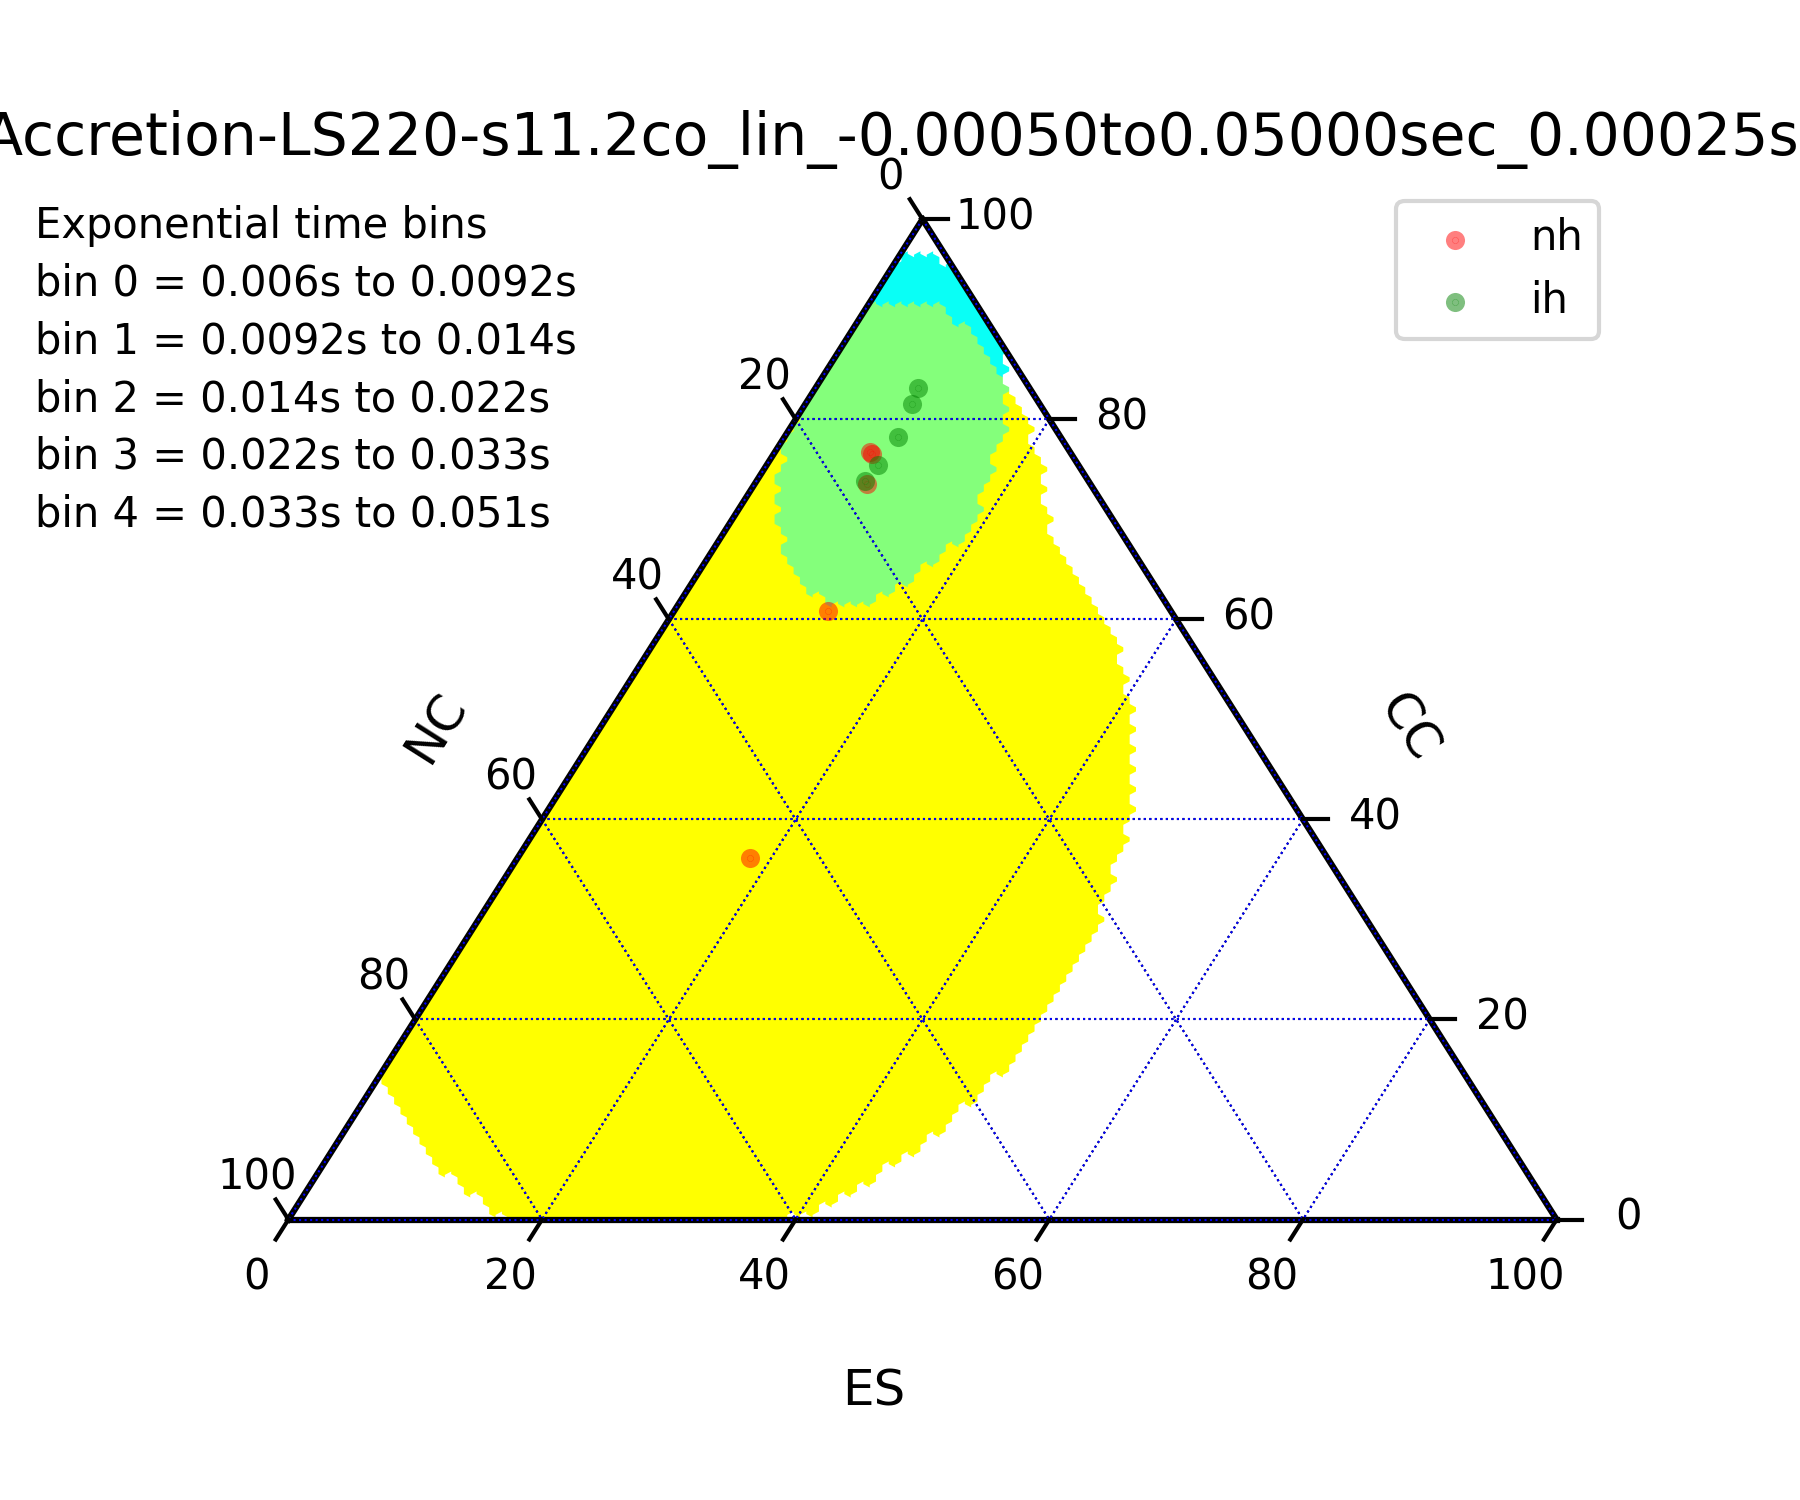 Accretion-LS220-s11.2co_lin_-0.00050to0.05000sec_0.00025s
Exponential time bins
bin 0 = 0.006s to 0.0092s
bin 1 = 0.0092s to 0.014s
bin 2 = 0.014s to 0.022s
bin 3 = 0.022s to 0.033s
bin 4 = 0.033s to 0.051s
nh
ih
0
100
20
80
40
60
NC
CC
60
40
80
20
100
0
0
20
40
60
80
100
ES